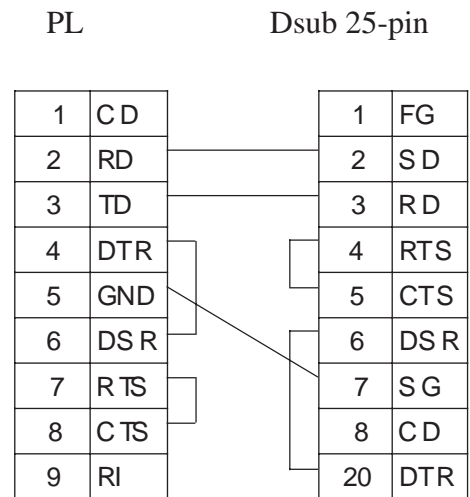 PL Dsub 25-pin
1 CD 1 FG
2 RD 2 SD
3 TD 3 RD
4 DTR 4 RTS
5 GND 5 CTS
6 DSR 6 DSR
7 RTS 7 SG
8 CTS 8 CD
9 RI 20 DTR